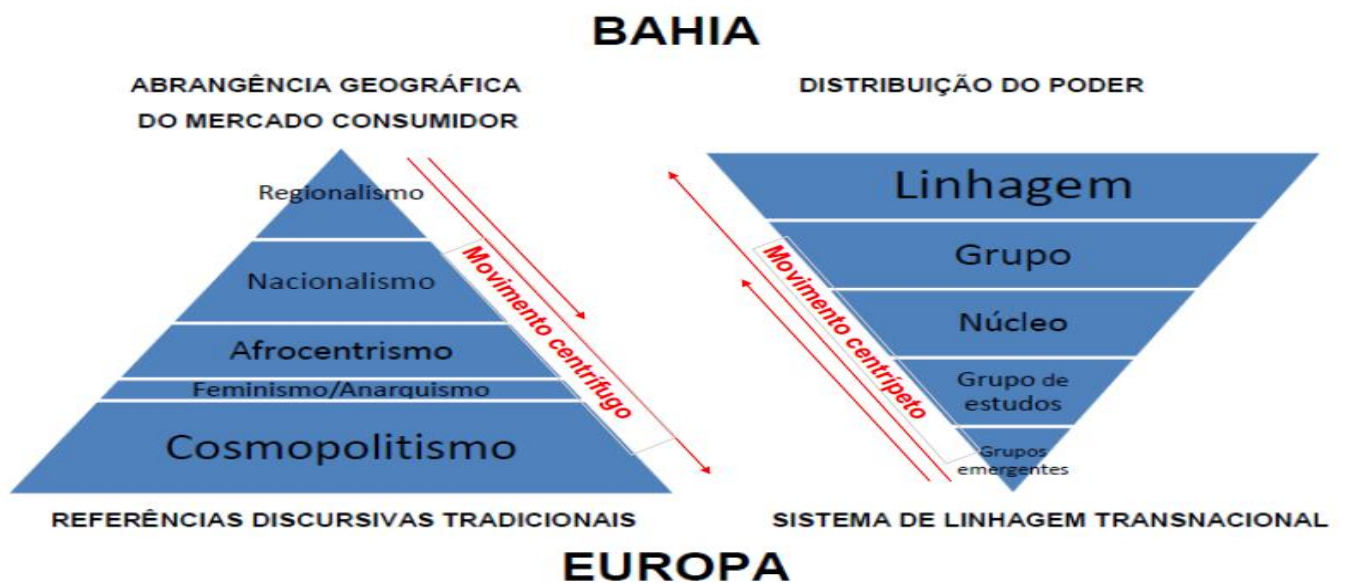 BAHIA
ABRANGÊNCIA GEOGRÁFICA
DO MERCADO CONSUMIDOR
Regionalismo
Nacionalismo
Afrocentrismo
Feminismo/Anarquismo
Cosmopolitismo
Movimento centrífugo
REFERÊNCIAS DISCURSIVAS TRADICIONAIS
DISTRIBUIÇÃO DO PODER
Linhagem
Grupo
Núcleo
Grupo de
estudos
Grupos
emergentes
Movimento centrípeto
SISTEMA DE LINHAGEM TRANSNACIONAL
EUROPA